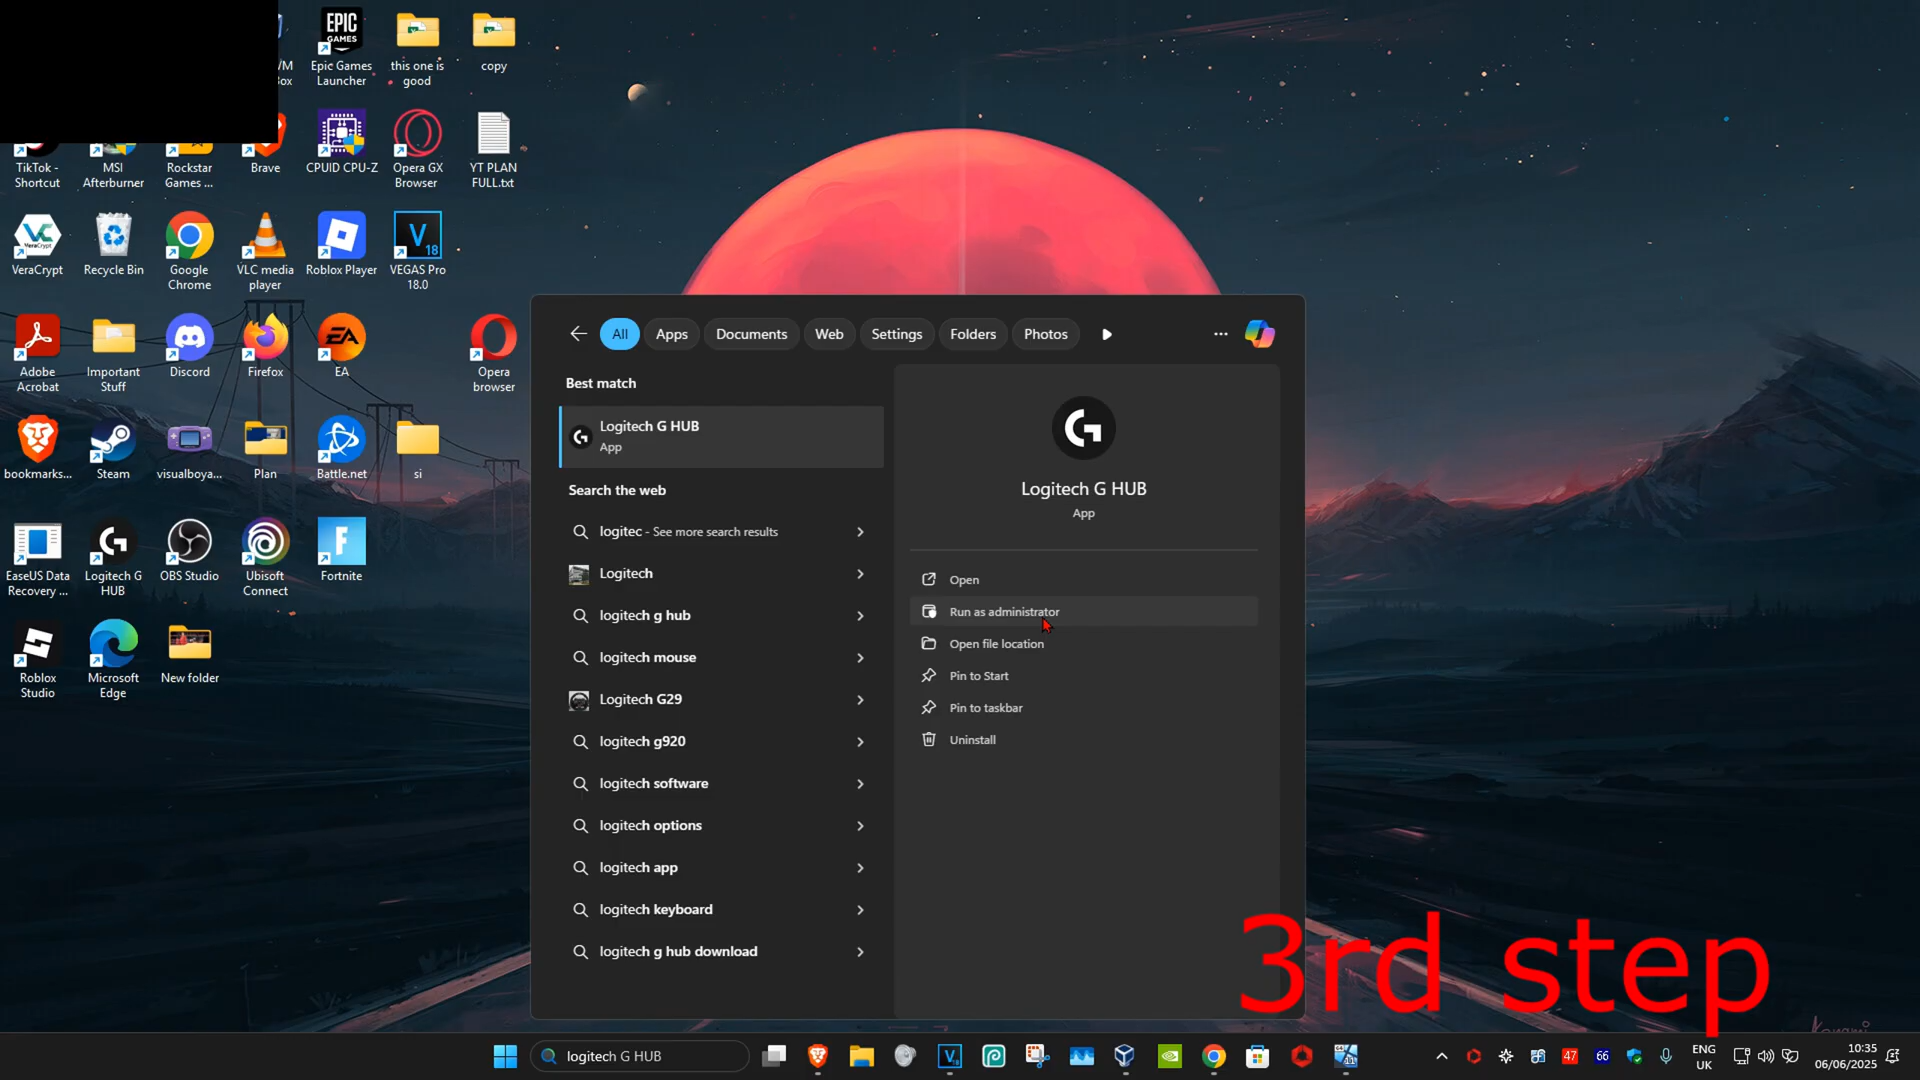 EPIC
GAMES
Epic Games
Launcher
this one is
good
copy
TikTok -
Shortcut
MSI
Afterburner
Rockstar
Games ...
Brave
CPUID CPU-Z
Opera GX
Browser
YT PLAN
FULL.txt
VeraCrypt
VeraCrypt
Recycle Bin
Google
Chrome
VLC media
player
Roblox Player
V
18
VEGAS Pro
18.0
Adobe
Acrobat
Important
Stuff
Discord
Firefox
EA
EA
Opera
browser
bookmarks...
Steam
visualboya...
Plan
Battle.net
si
EaseUS Data
Recovery ...
Logitech G
HUB
OBS Studio
Ubisoft
Connect
F
Fortnite
Roblox
Studio
Microsoft
Edge
New folder
All
Apps
Documents
Web
Settings
Folders
Photos
Best match
Logitech G HUB
App
Search the web
logitec - See more search results
Logitech
logitech g hub
logitech mouse
Logitech G29
logitech g920
logitech software
logitech options
logitech app
logitech keyboard
logitech g hub download
Logitech G HUB
App
Open
Run as administrator
Open file location
Pin to Start
Pin to taskbar
Uninstall
3rd step
logitech G HUB
47
66
ENG
UK
10:35
06/06/2025